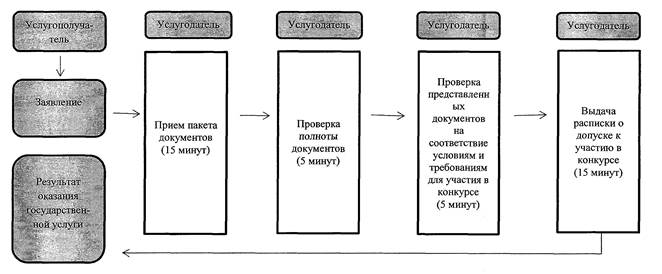 Услугополуча-
тель
Заявление
Результат
оказания
государствен-
ной услуги
Услугодатель
Прием пакета
документов
(15 минут)
Услугодатель
Проверка
полноты
документов
(5 минут)
Услугодатель
Проверка
представленн
ых
документов
на
соответствие
условиям и
требованиям
для участия в
конкурсе
(5 минут)
Услугодатель
Выдача
расписки о
допуске к
участию в
конкурсе
(15 минут)